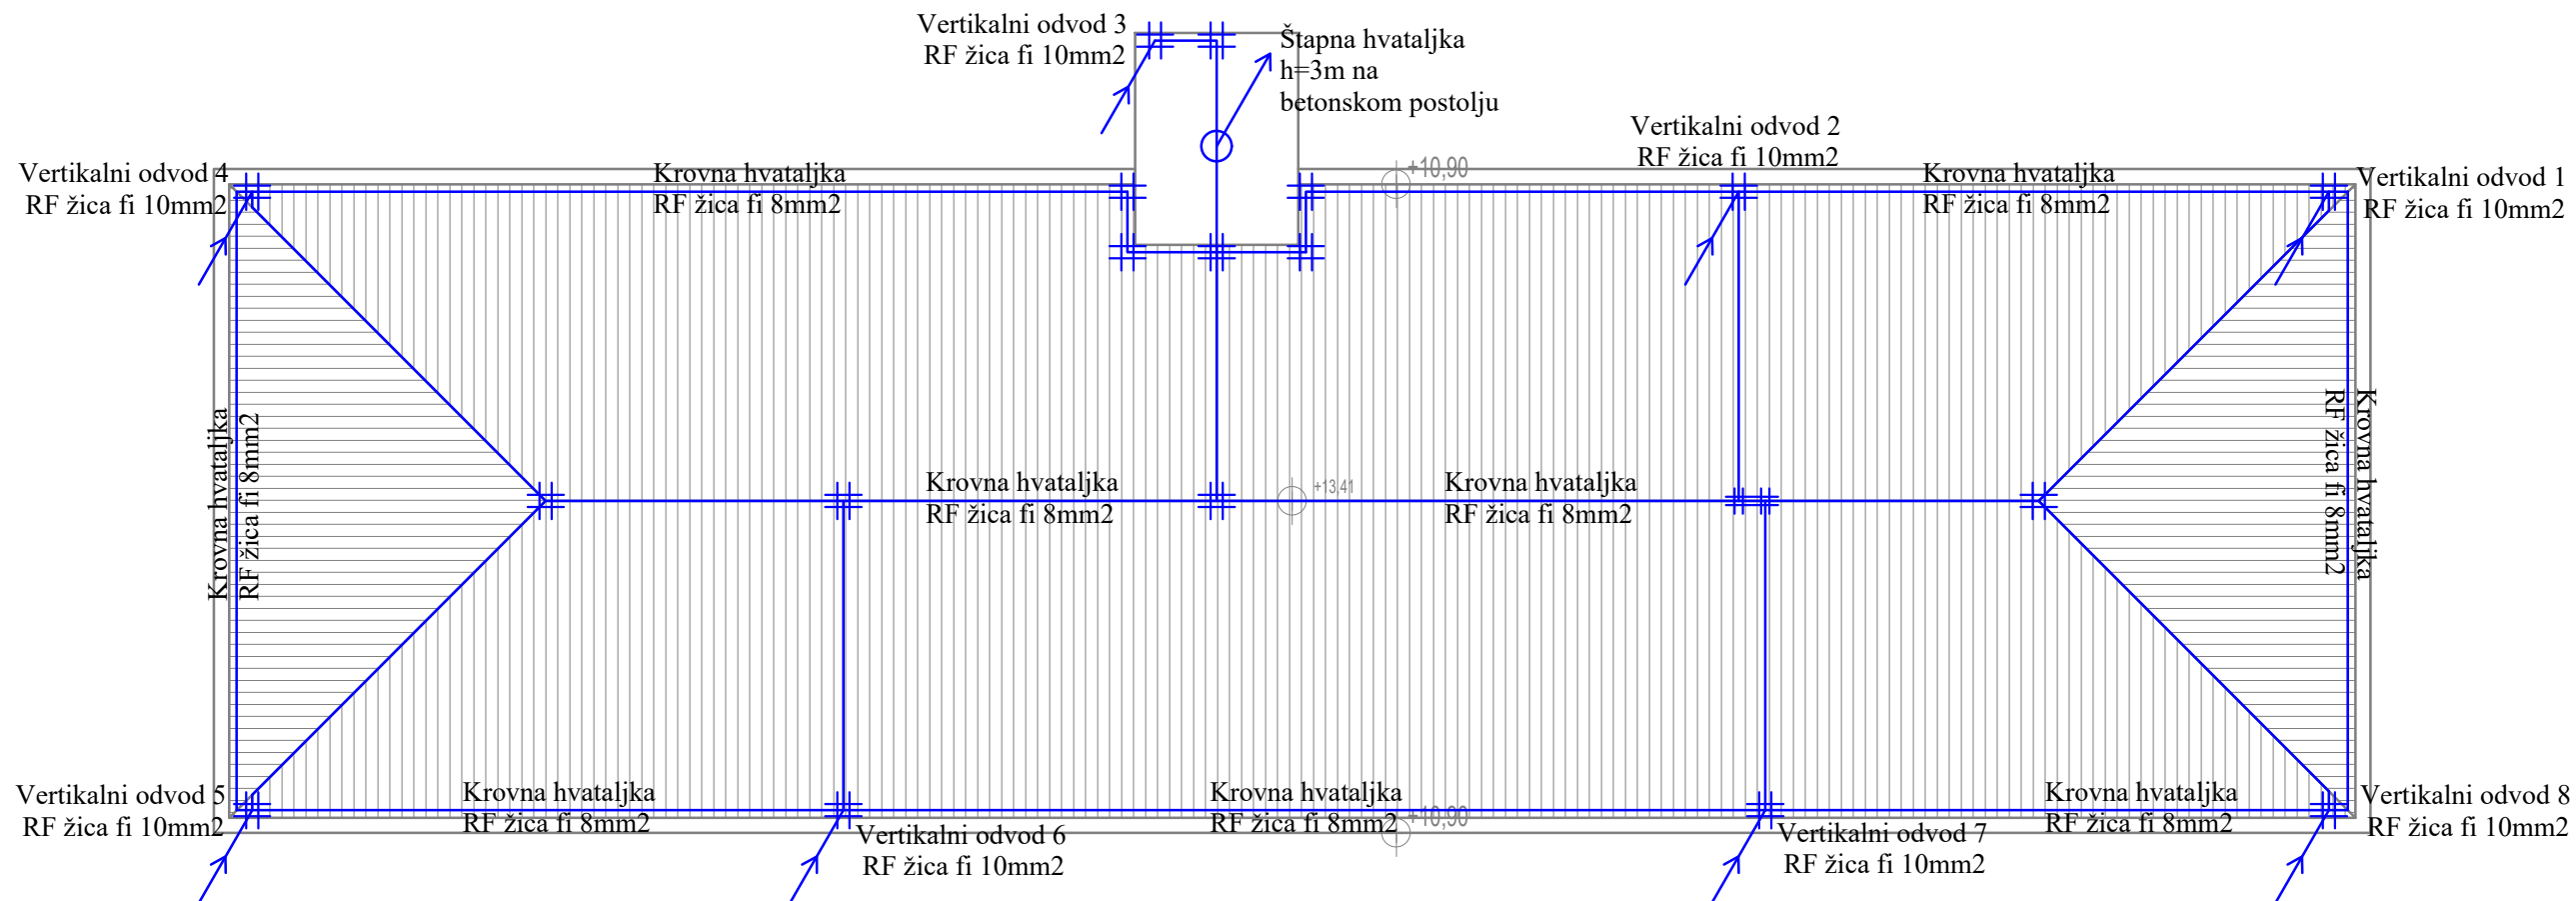 Vertikalni odvod 3
RF žica fi 10mm2
Štapna hvataljka
h=3m na
betonskom postolju
Vertikalni odvod 2
RF žica fi 10mm2
Vertikalni odvod 4
RF žica fi 10mm2
Krovna hvataljka
RF žica fi 8mm2
+10,90
Krovna hvataljka
RF žica fi 8mm2
Vertikalni odvod 1
RF žica fi 10mm2
Krovna hvataljka
RF žica fi 8mm2
Krovna hvataljka
RF žica fi 8mm2
+13,41
Krovna hvataljka
RF žica fi 8mm2
Krovna hvataljka
RF žica fi 8mm2
Vertikalni odvod 5
RF žica fi 10mm2
Krovna hvataljka
RF žica fi 8mm2
Vertikalni odvod 6
RF žica fi 10mm2
Krovna hvataljka
RF žica fi 8mm2
+10,90
Vertikalni odvod 7
RF žica fi 10mm2
Krovna hvataljka
RF žica fi 8mm2
Vertikalni odvod 8
RF žica fi 10mm2